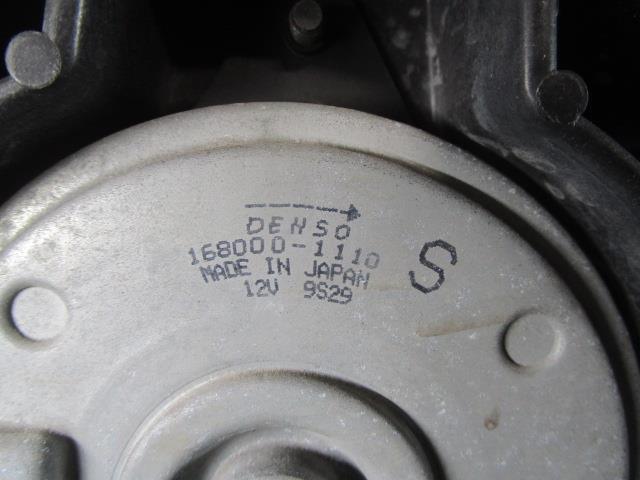 DENSO
168000-1110
MADE IN JAPAN
12V 9S29
S